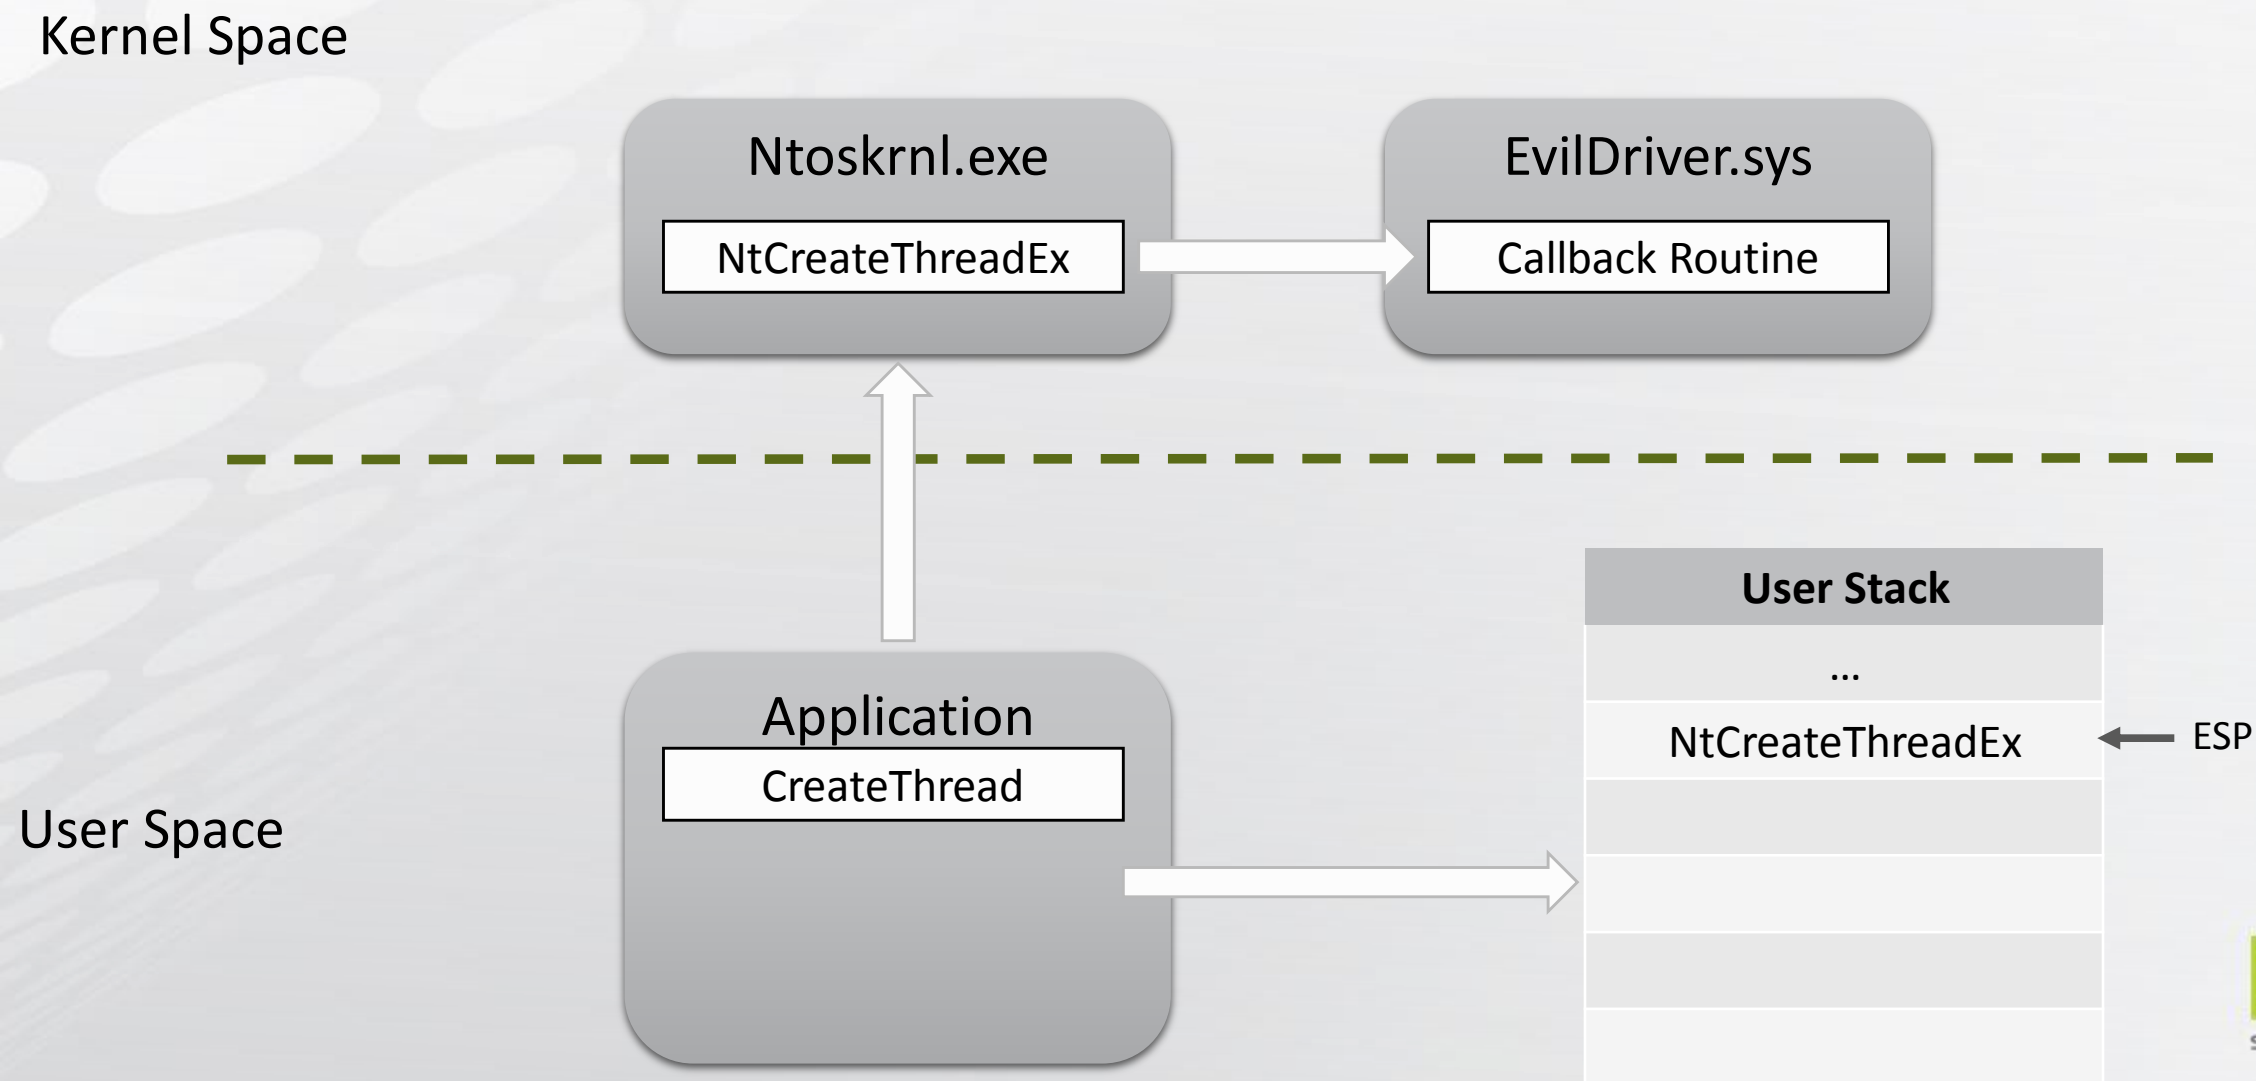 Kernel Space
Ntoskrnl.exe
EvilDriver.sys
NtCreateThreadEx
Callback Routine
User Stack
...
Application
NtCreateThreadEx
ESP
CreateThread
User Space